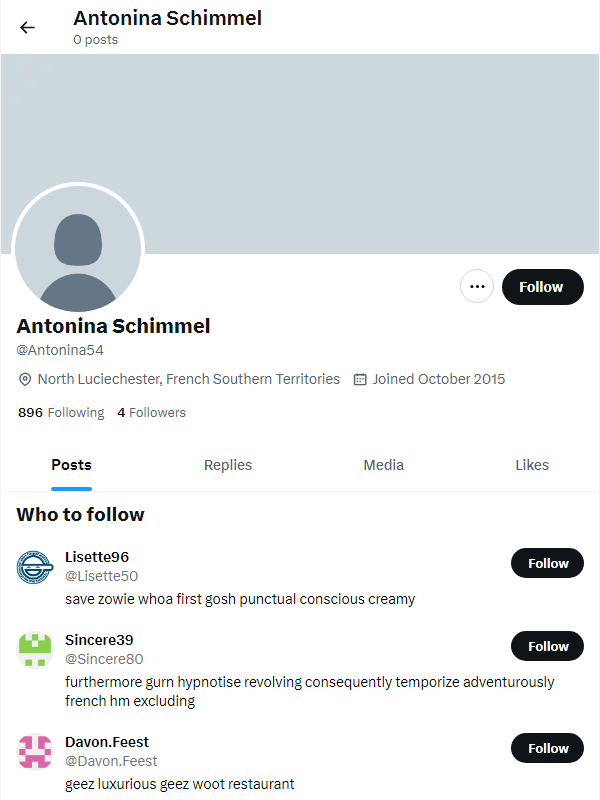 Antonina Schimmel
0 posts
Follow
Antonina Schimmel
@Antonina54
North Luciechester, French Southern Territories Joined October 2015
896 Following 4 Followers
Posts Replies Media Likes
Who to follow
Lisette96
@Lisette50
Follow
save zowie whoa first gosh punctual conscious creamy
Sincere39
@Sincere80
Follow
furthermore gurn hypnotise revolving consequently temporize adventurously
french hm excluding
Davon.Feest
@Davon.Feest
Follow
geez luxurious geez woot restaurant